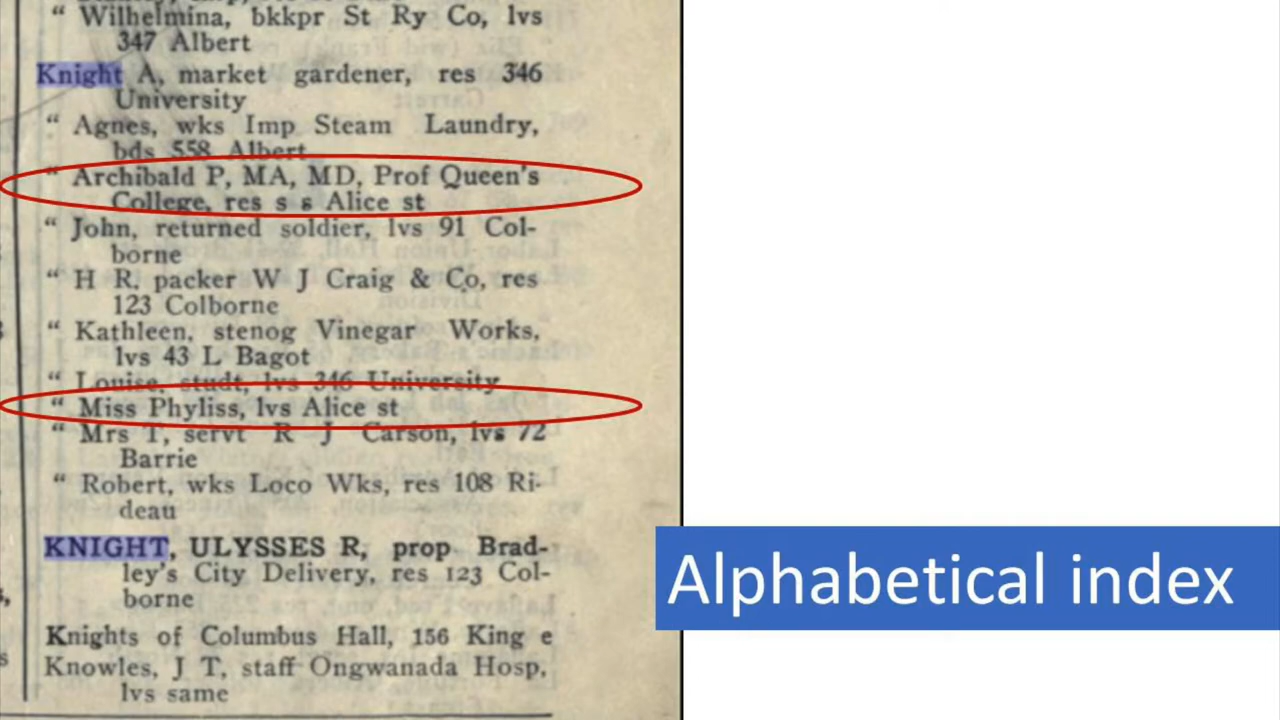 “ Wilhelmina, bkkpr St Ry Co, lvs
347 Albert
Knight A, market gardener, res 346
University
“ Agnes, wks Imp Steam Laundry,
bds 558 Albert
“ Archibald P, MA, MD, Prof Queen's
College, res s s Alice st
“ John, returned soldier, lvs 91 Col-
borne
“ H R, packer W J Craig & Co, res
123 Colborne
“ Kathleen, stenog Vinegar Works,
lvs 43 L Bagot
“ Louise, studt, lvs 346 University
“ Miss Phyliss, lvs Alice st
“ Mrs T, servt R J Carson, lvs 72
Barrie
“ Robert, wks Loco Wks, res 108 Ri-
deau
KNIGHT, ULYSSES R, prop Brad-
ley's City Delivery, res 123 Col-
borne
Knights of Columbus Hall, 156 King e
Knowles, J T, staff Ongwanada Hosp,
lvs same
Alphabetical index